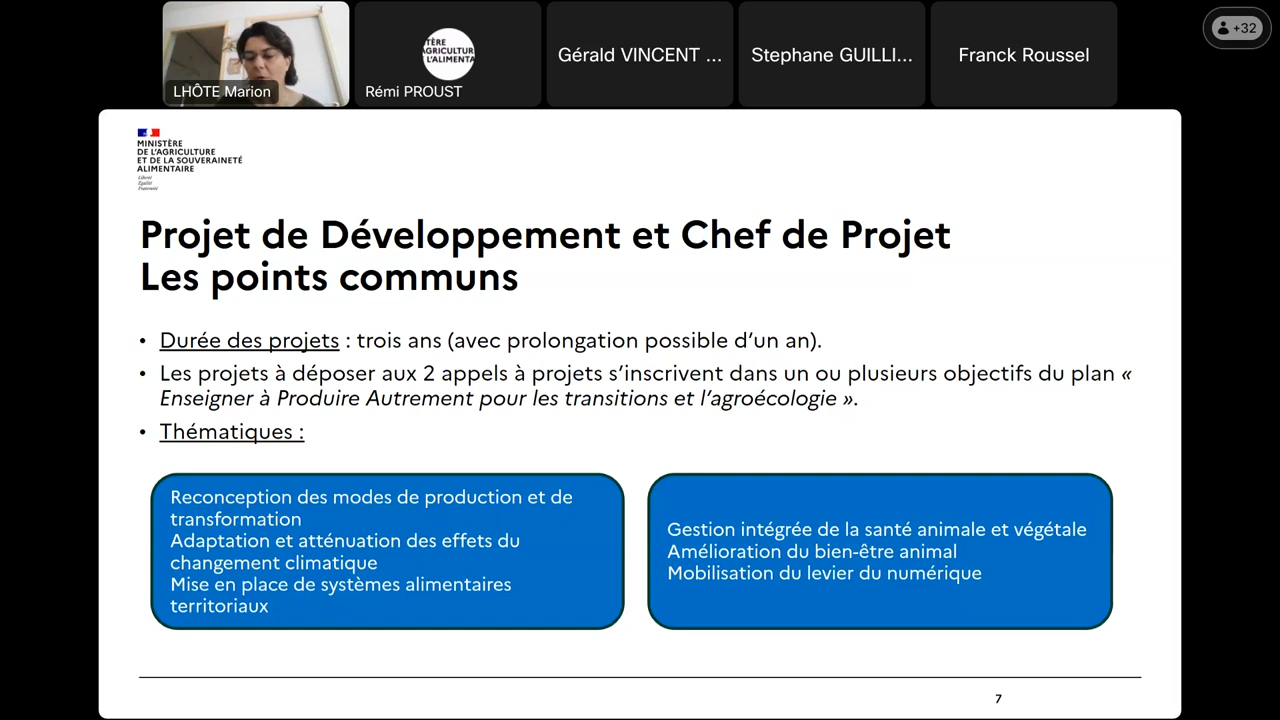 +32
LHÔTE Marion
TÈRE
AGRICULTUR
L'ALIMENTA
Rémi PROUST
Gérald VINCENT ...
Stephane GUILLI...
Franck Roussel
MINISTÈRE
DE L'AGRICULTURE
ET DE LA SOUVERAINETÉ
ALIMENTAIRE
Liberté
Égalité
Fraternité
Projet de Développement et Chef de Projet
Les points communs
• Durée des projets : trois ans (avec prolongation possible d'un an).
• Les projets à déposer aux 2 appels à projets s'inscrivent dans un ou plusieurs objectifs du plan «
Enseigner à Produire Autrement pour les transitions et l'agroécologie ».
• Thématiques :
Reconception des modes de production et de
transformation
Adaptation et atténuation des effets du
changement climatique
Mise en place de systèmes alimentaires
territoriaux
Gestion intégrée de la santé animale et végétale
Amélioration du bien-être animal
Mobilisation du levier du numérique
7